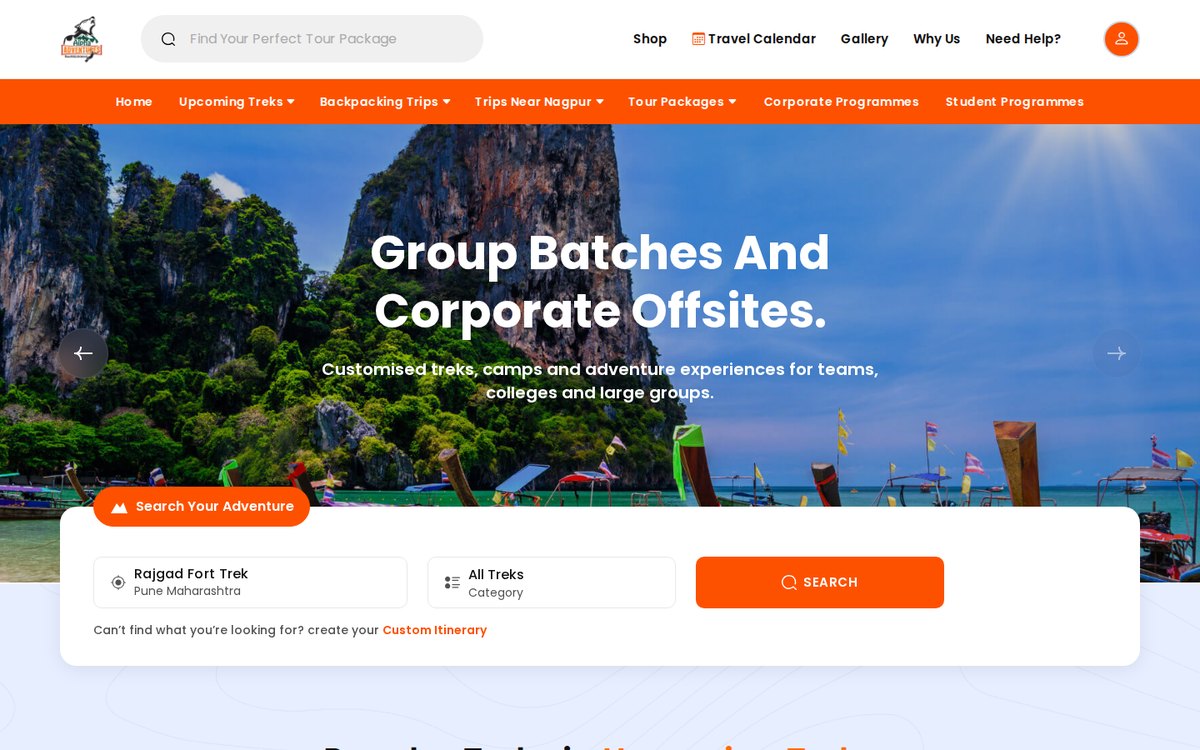 Alpha
ADVENTURES
Find Your Perfect Tour Package
Shop
Travel Calendar
Gallery
Why Us
Need Help?
Home
Upcoming Treks
Backpacking Trips
Trips Near Nagpur
Tour Packages
Corporate Programmes
Student Programmes
Group Batches And
Corporate Offsites.
Customised treks, camps and adventure experiences for teams,
colleges and large groups.
Search Your Adventure
Rajgad Fort Trek
Pune Maharashtra
All Treks
Category
SEARCH
Can’t find what you’re looking for? create your Custom Itinerary